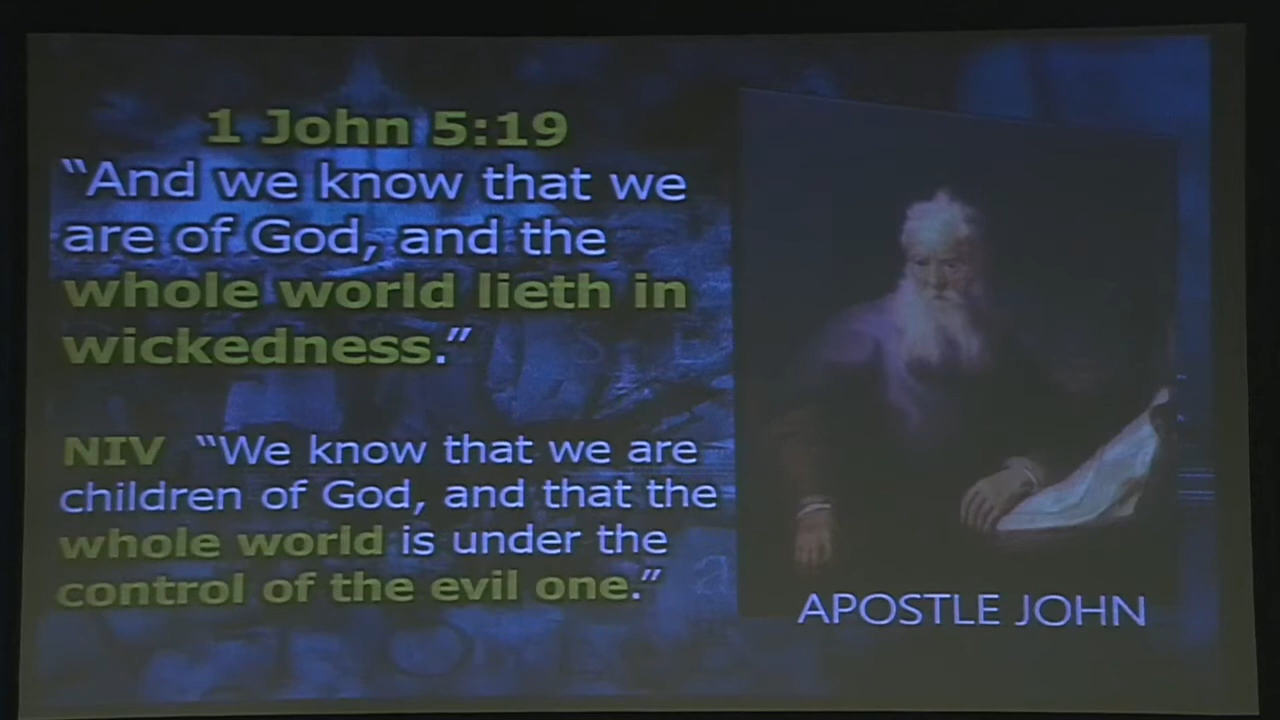 1 John 5:19
“And we know that we
are of God, and the
whole world lieth in
wickedness.”
NIV “We know that we are
children of God, and that the
whole world is under the
control of the evil one.”
APOSTLE JOHN